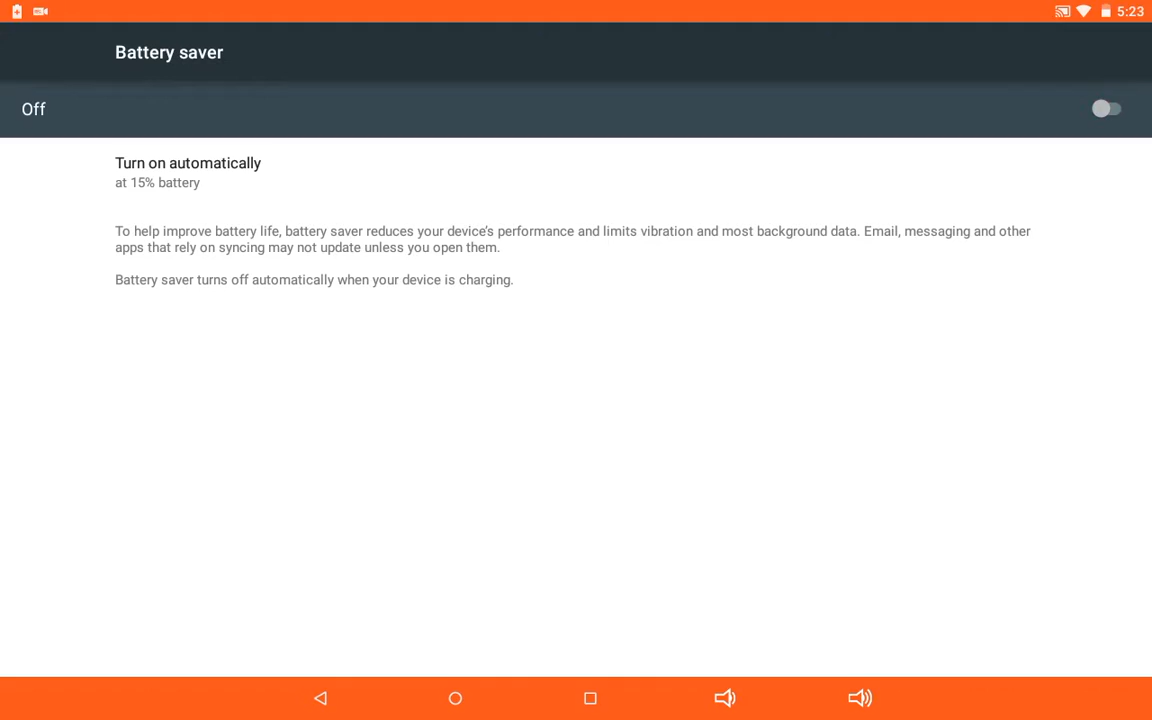 5:23
Battery saver
Off
Turn on automatically
at 15% battery
To help improve battery life, battery saver reduces your device's performance and limits vibration and most background data. Email, messaging and other
apps that rely on syncing may not update unless you open them.
Battery saver turns off automatically when your device is charging.